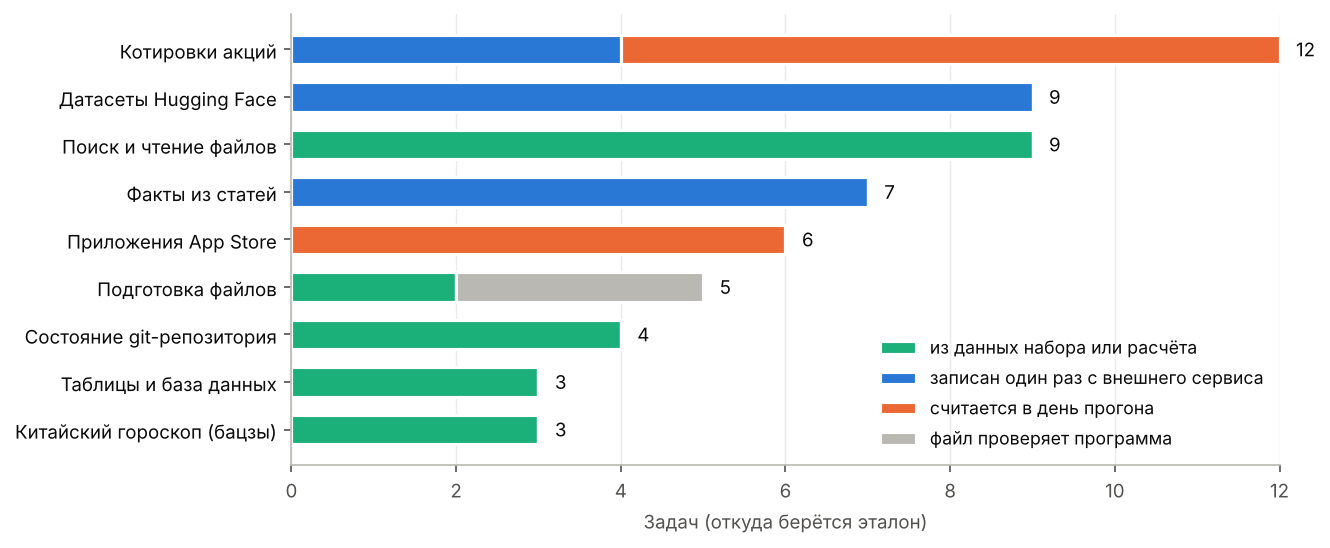 Котировки акций 12
Датасеты Hugging Face 9
Поиск и чтение файлов 9
Факты из статей 7
Приложения App Store 6
Подготовка файлов 5
Состояние git-репозитория 4
Таблицы и база данных 3
Китайский гороскоп (бацзы) 3
из данных набора или расчёта
записан один раз с внешнего сервиса
считается в день прогона
файл проверяет программа
0 2 4 6 8 10 12
Задач (откуда берётся эталон)